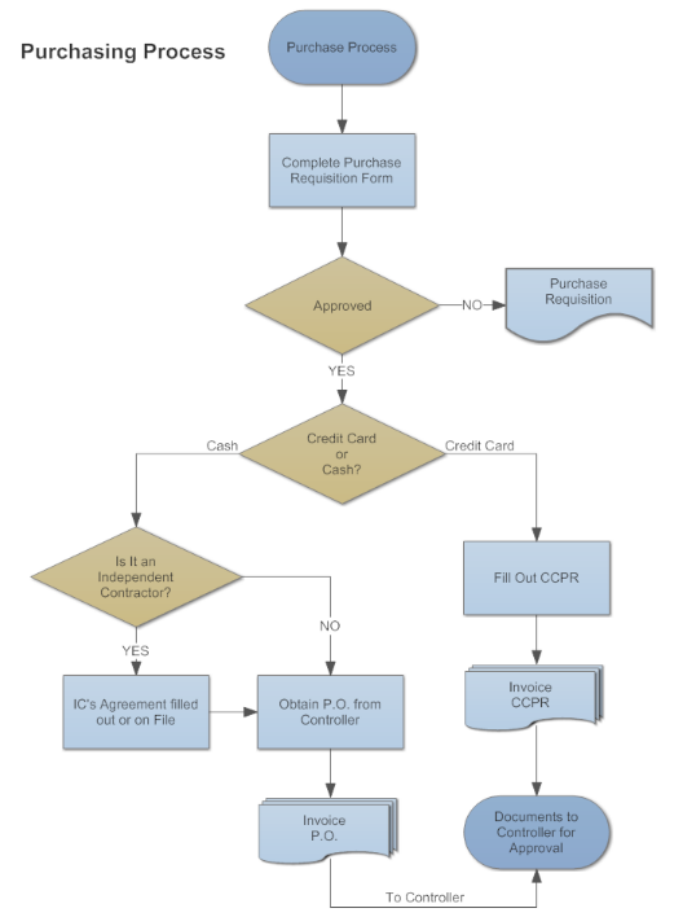 Purchasing Process
Purchase Process
Complete Purchase
Requisition Form
Approved
NO
Purchase
Requisition
YES
Credit Card
or
Cash?
Cash
Credit Card
Is It an
Independent
Contractor?
Fill Out CCPR
NO
YES
IC's Agreement filled
out or on File
Obtain P.O. from
Controller
Invoice
CCPR
Invoice
P.O.
Documents to
Controller for
Approval
To Controller